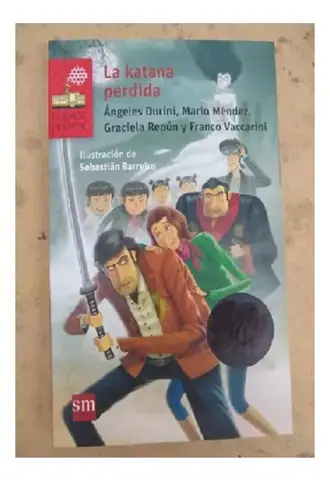 La katana
perdida
Ángeles Durini, Mario Méndez,
Graciela Repún y Franco Vaccarini
Ilustración de
Sebastián Barreiro
sm